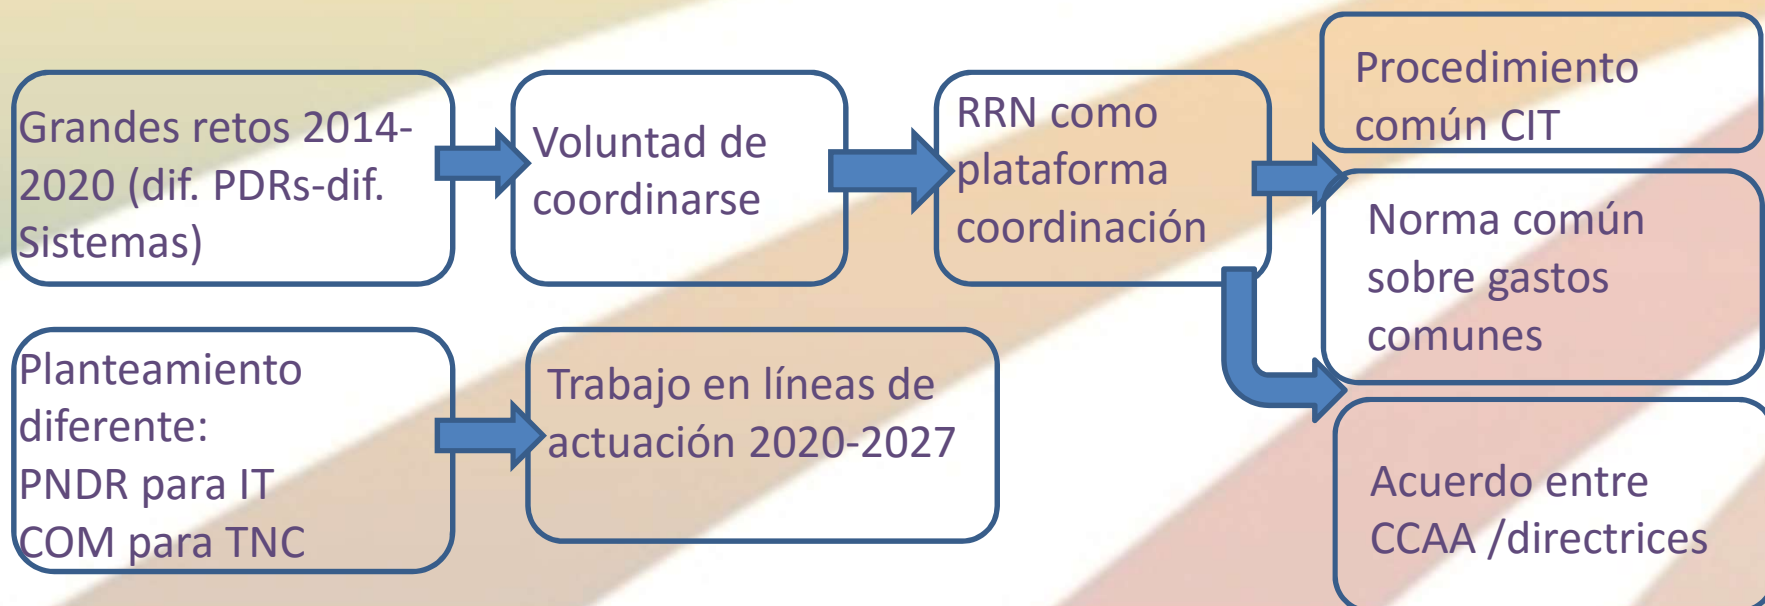 Grandes retos 2014-
2020 (dif. PDRs-dif.
Sistemas)
Voluntad de
coordinarse
RRN como
plataforma
coordinación
Procedimiento
común CIT
Norma común
sobre gastos
comunes
Acuerdo entre
CCAA /directrices
Planteamiento
diferente:
PNDR para IT
COM para TNC
Trabajo en líneas de
actuación 2020-2027